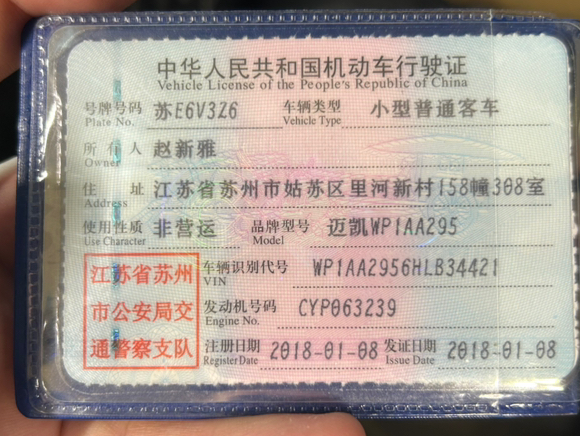 中华人民共和国机动车行驶证
Vehicle License of the People's Republic of China
号牌号码 苏E6V3Z6 车辆类型 小型普通客车
Plate No. Vehicle Type
所有人 赵新雅
Owner
住址 江苏省苏州市姑苏区里河新村158幢308室
Address
使用性质 非营运 品牌型号 迈凯WP1AA295
Use Character Model
江苏省苏州
市公安局交
通警察支队
车辆识别代号 WP1AA2956HLB34421
VIN
发动机号码 CYP063239
Engine No.
注册日期 2018-01-08 发证日期 2018-01-08
Register Date Issue Date